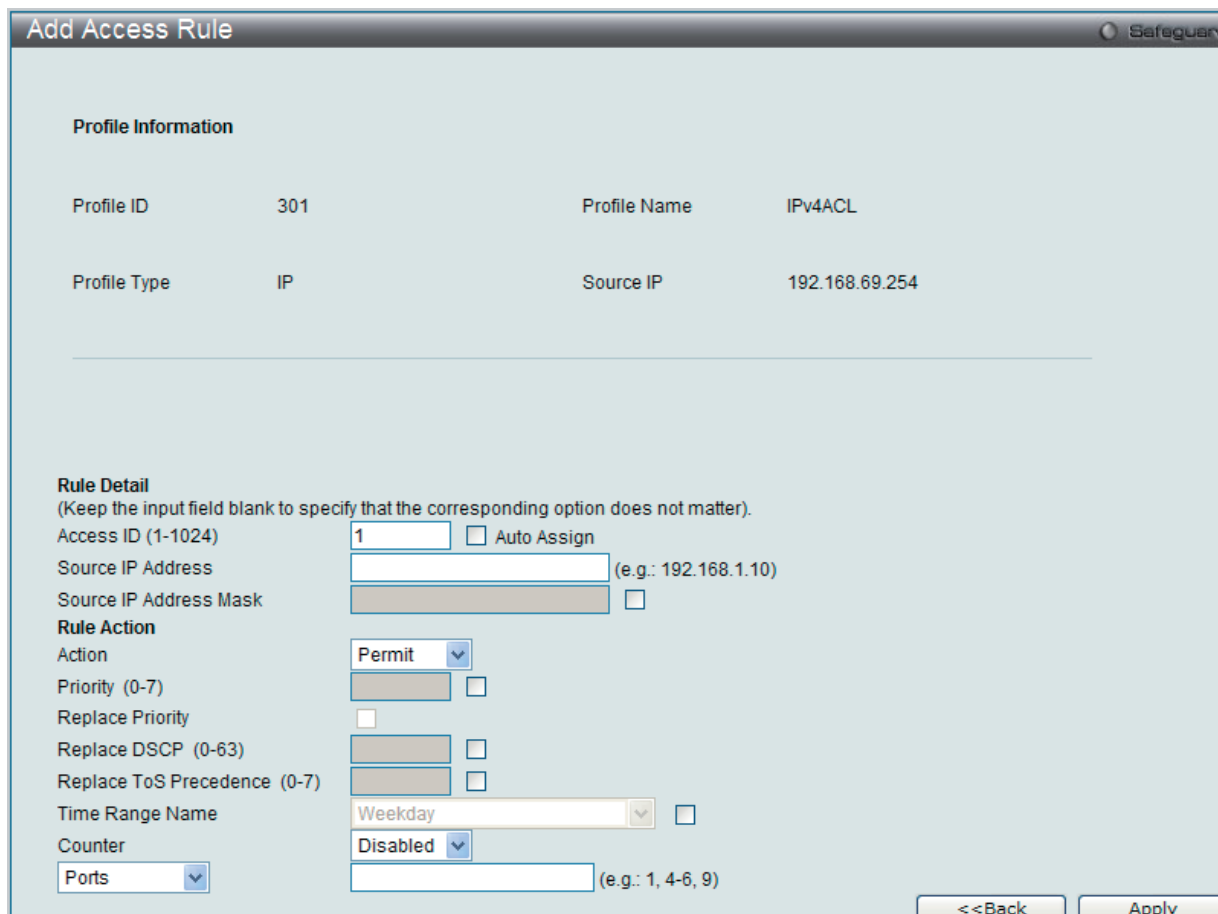 Add Access Rule
Profile Information
Profile ID 301 Profile Name IPv4ACL
Profile Type IP Source IP 192.168.69.254
Rule Detail
(Keep the input field blank to specify that the corresponding option does not matter).
Access ID (1-1024) 1 Auto Assign
Source IP Address (e.g.: 192.168.1.10)
Source IP Address Mask
Rule Action
Action Permit
Priority (0-7)
Replace Priority
Replace DSCP (0-63)
Replace ToS Precedence (0-7)
Time Range Name Weekday
Counter Disabled
Ports (e.g.: 1, 4-6, 9)
<<Back Apply